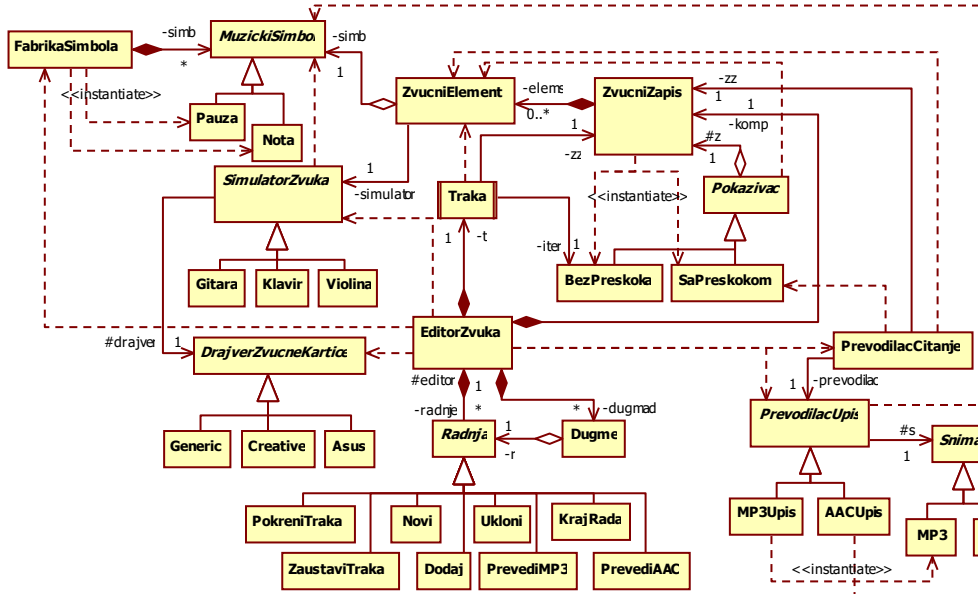 -simb
*
FabrikaSimbola
MuzickiSimbol
-simb
1
<<instantiate>>
Pauza
Nota
ZvucniElement
-elems
0..*
ZvucniZapis
-zz
1
1
-komp
1
-zz
#z
1
Pokazivac
<<instantiate>>
SimulatorZvuka
1
-simulator
Traka
1
-t
-iter
1
BezPreskoka
SaPreskokom
Gitara
Klavir
Violina
#drajver
1
DrajverZvucneKartice
EditorZvuka
PrevodilacCitanje
#editor
1
-radnje
*
*
-dugmad
1
-prevodilac
PrevodilacUpis
#s
1
Generic
Creative
Asus
Radnja
1
-r
Dugme
MP3Upis
AACUpis
MP3
<<instantiate>>
PokreniTraka
Novi
Ukloni
KrajRada
ZaustaviTraka
Dodaj
PrevediMP3
PrevediAAC